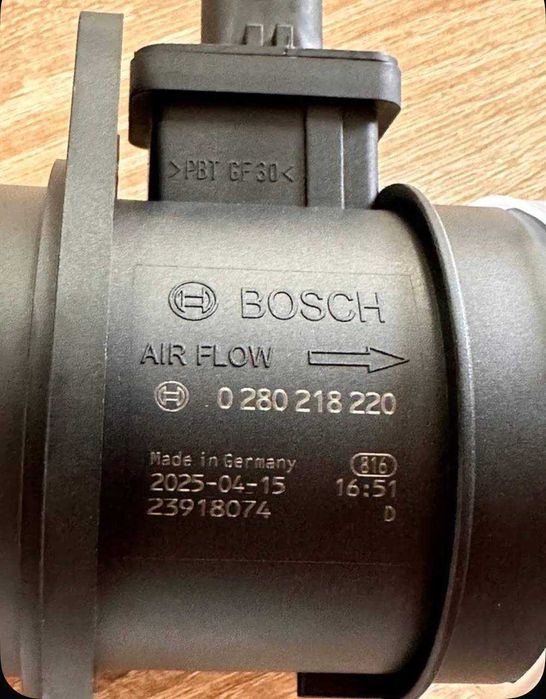 >PBT GF30<
BOSCH
AIR FLOW
0 280 218 220
Made in Germany 816
2025-04-15 16:51
23918074 D